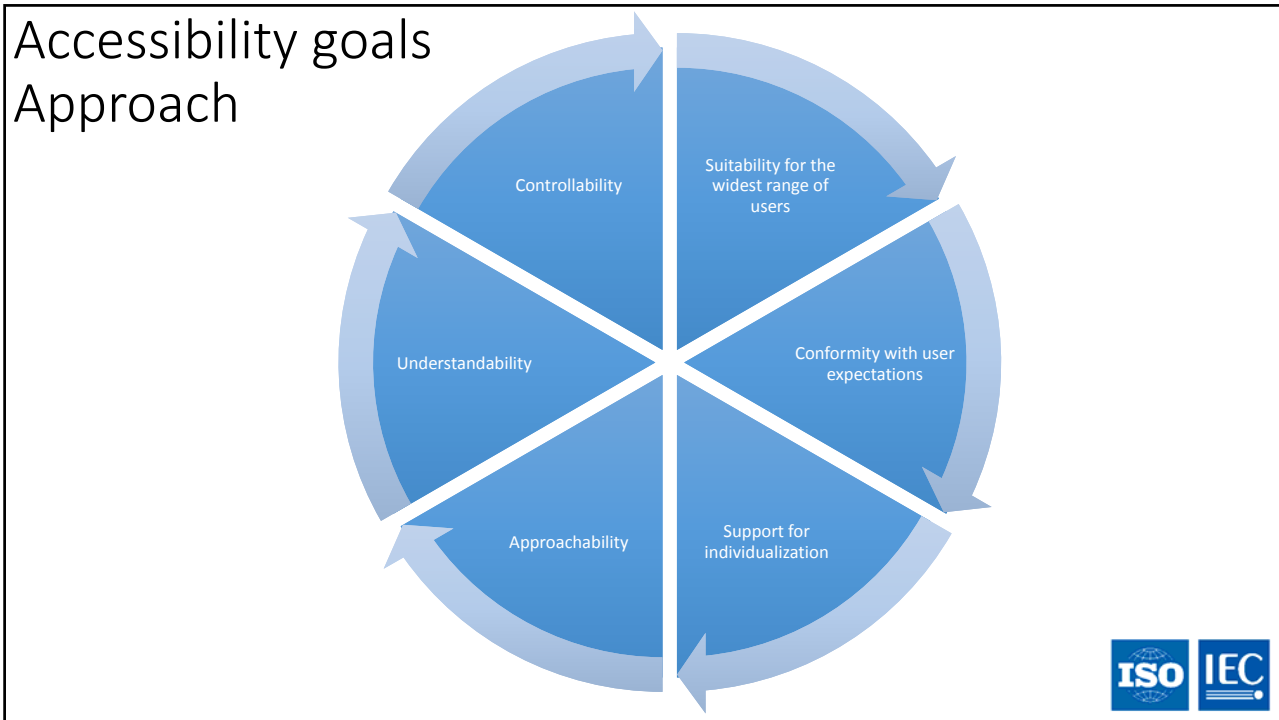 Accessibility goals
Approach
Controllability
Suitability for the
widest range of
users
Understandability
Conformity with user
expectations
Approachability
Support for
individualization
ISO
IEC